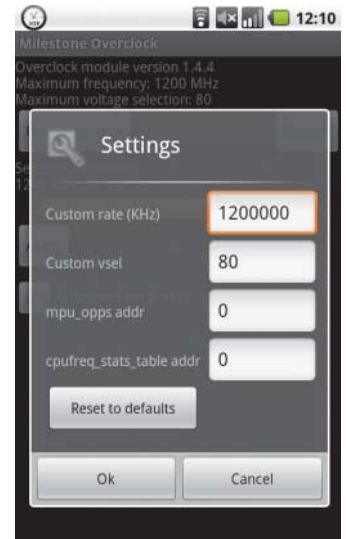 12:10
Milestone Overclock
Overclock module version 1.4.4
Maximum frequency: 1200 MHz
Maximum voltage selection: 80
Settings
Custom rate (KHz) 1200000
Custom vsel 80
mpu_opps addr 0
cpufreq_stats_table addr 0
Reset to defaults
Ok Cancel